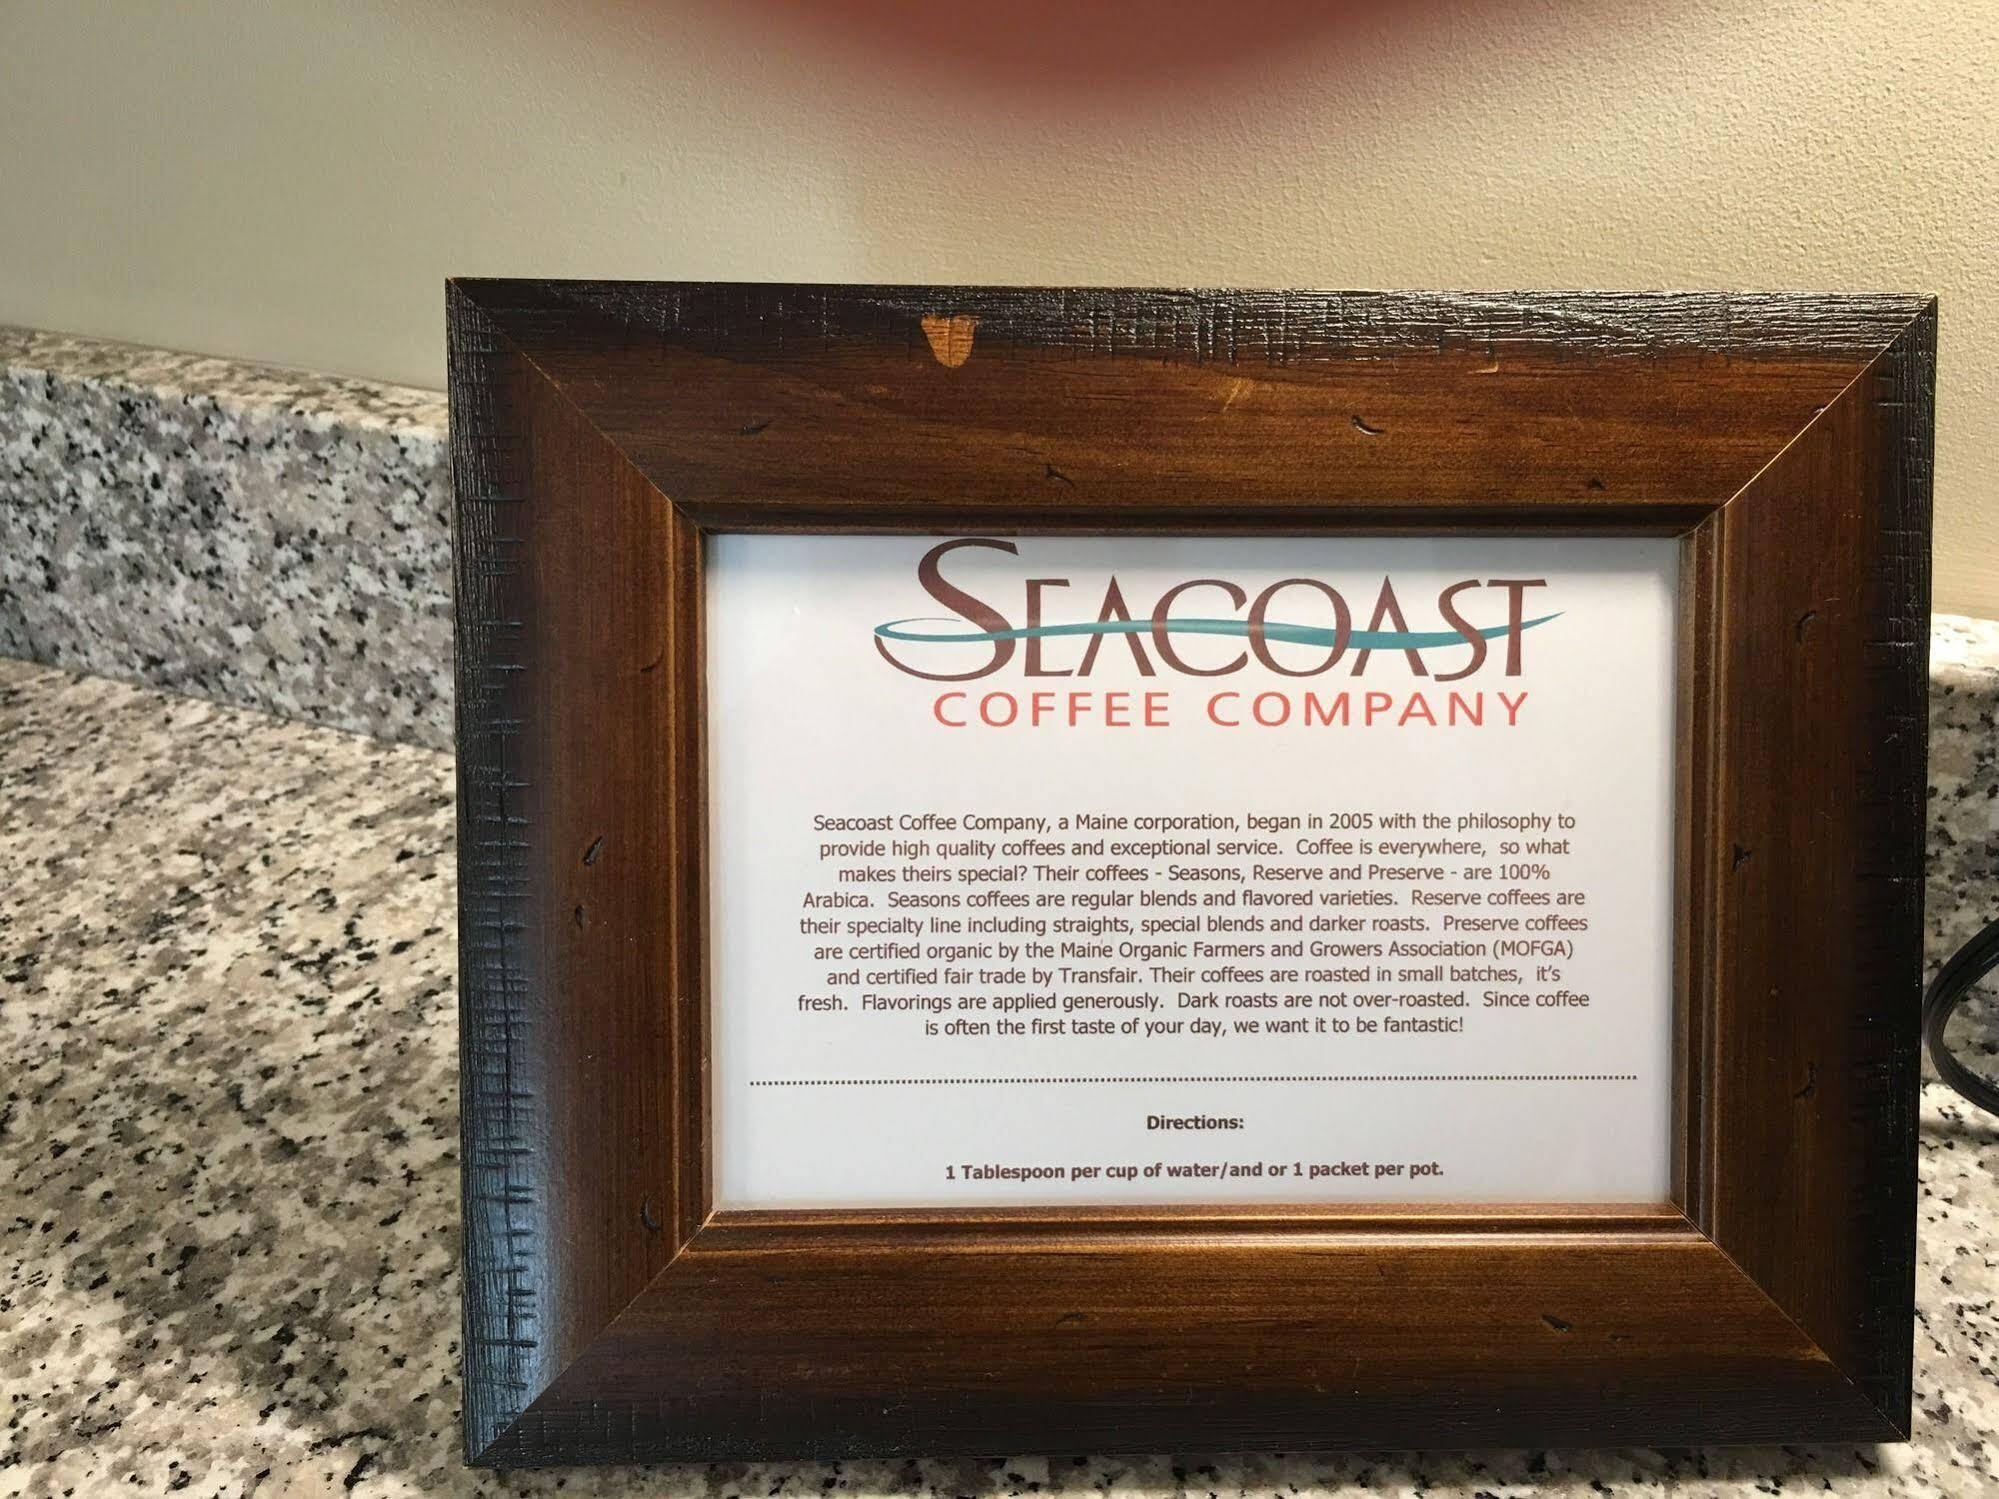 SEACOAST
COFFEE COMPANY
Seacoast Coffee Company, a Maine corporation, began in 2005 with the philosophy to
provide high quality coffees and exceptional service. Coffee is everywhere, so what
makes theirs special? Their coffees - Seasons, Reserve and Preserve - are 100%
Arabica. Seasons coffees are regular blends and flavored varieties. Reserve coffees are
their specialty line including straights, special blends and darker roasts. Preserve coffees
are certified organic by the Maine Organic Farmers and Growers Association (MOFGA)
and certified fair trade by Transfair. Their coffees are roasted in small batches, it's
fresh. Flavorings are applied generously. Dark roasts are not over-roasted. Since coffee
is often the first taste of your day, we want it to be fantastic!
Directions:
1 Tablespoon per cup of water/and or 1 packet per pot.